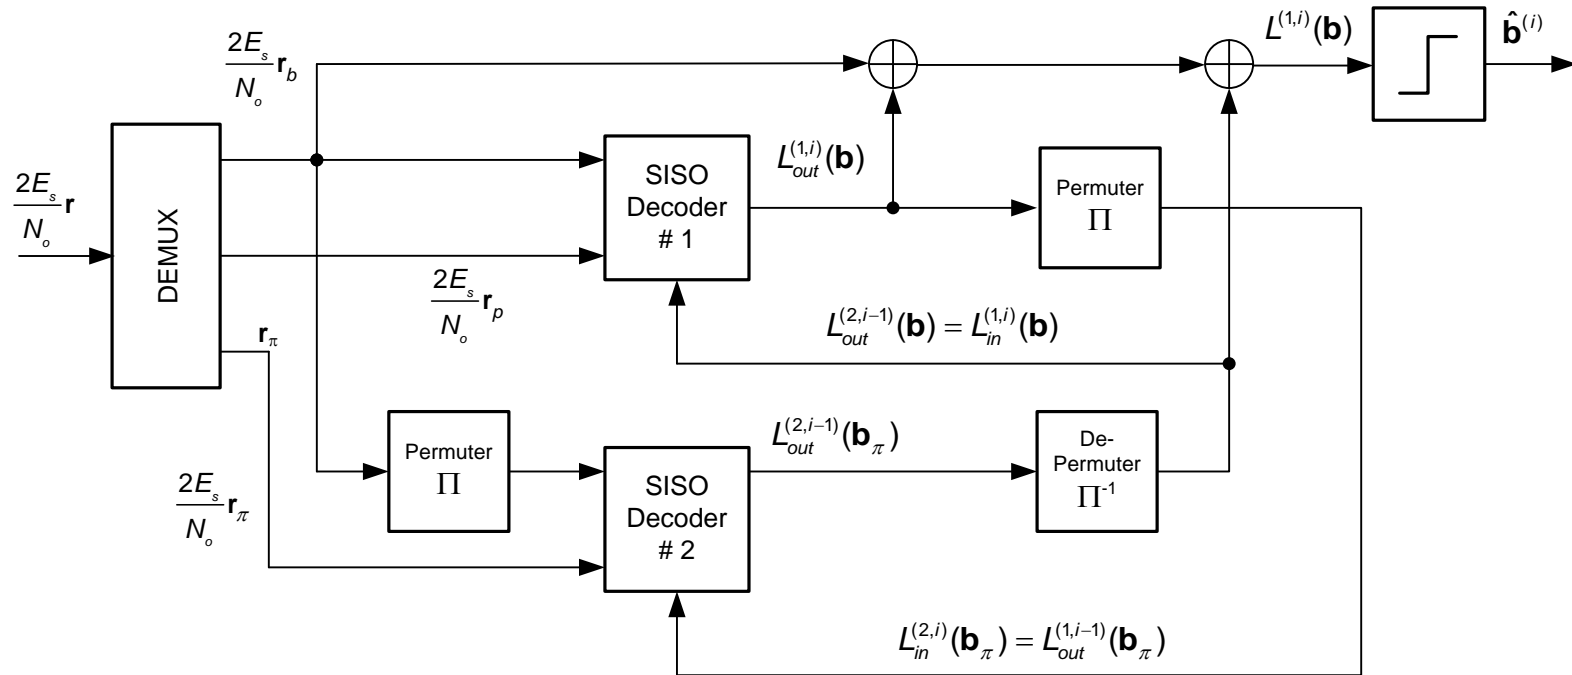 2E_s/N_o r_b
L^(1,i)(b)
b̂^(i)
2E_s/N_o r
DEMUX
SISO
Decoder
# 1
L_out^(1,i)(b)
Permuter
Π
2E_s/N_o r_p
L_out^(2,i−1)(b) = L_in^(1,i)(b)
r_π
Permuter
Π
SISO
Decoder
# 2
L_out^(2,i−1)(b_π)
De-
Permuter
Π^-1
2E_s/N_o r_π
L_in^(2,i)(b_π) = L_out^(1,i−1)(b_π)